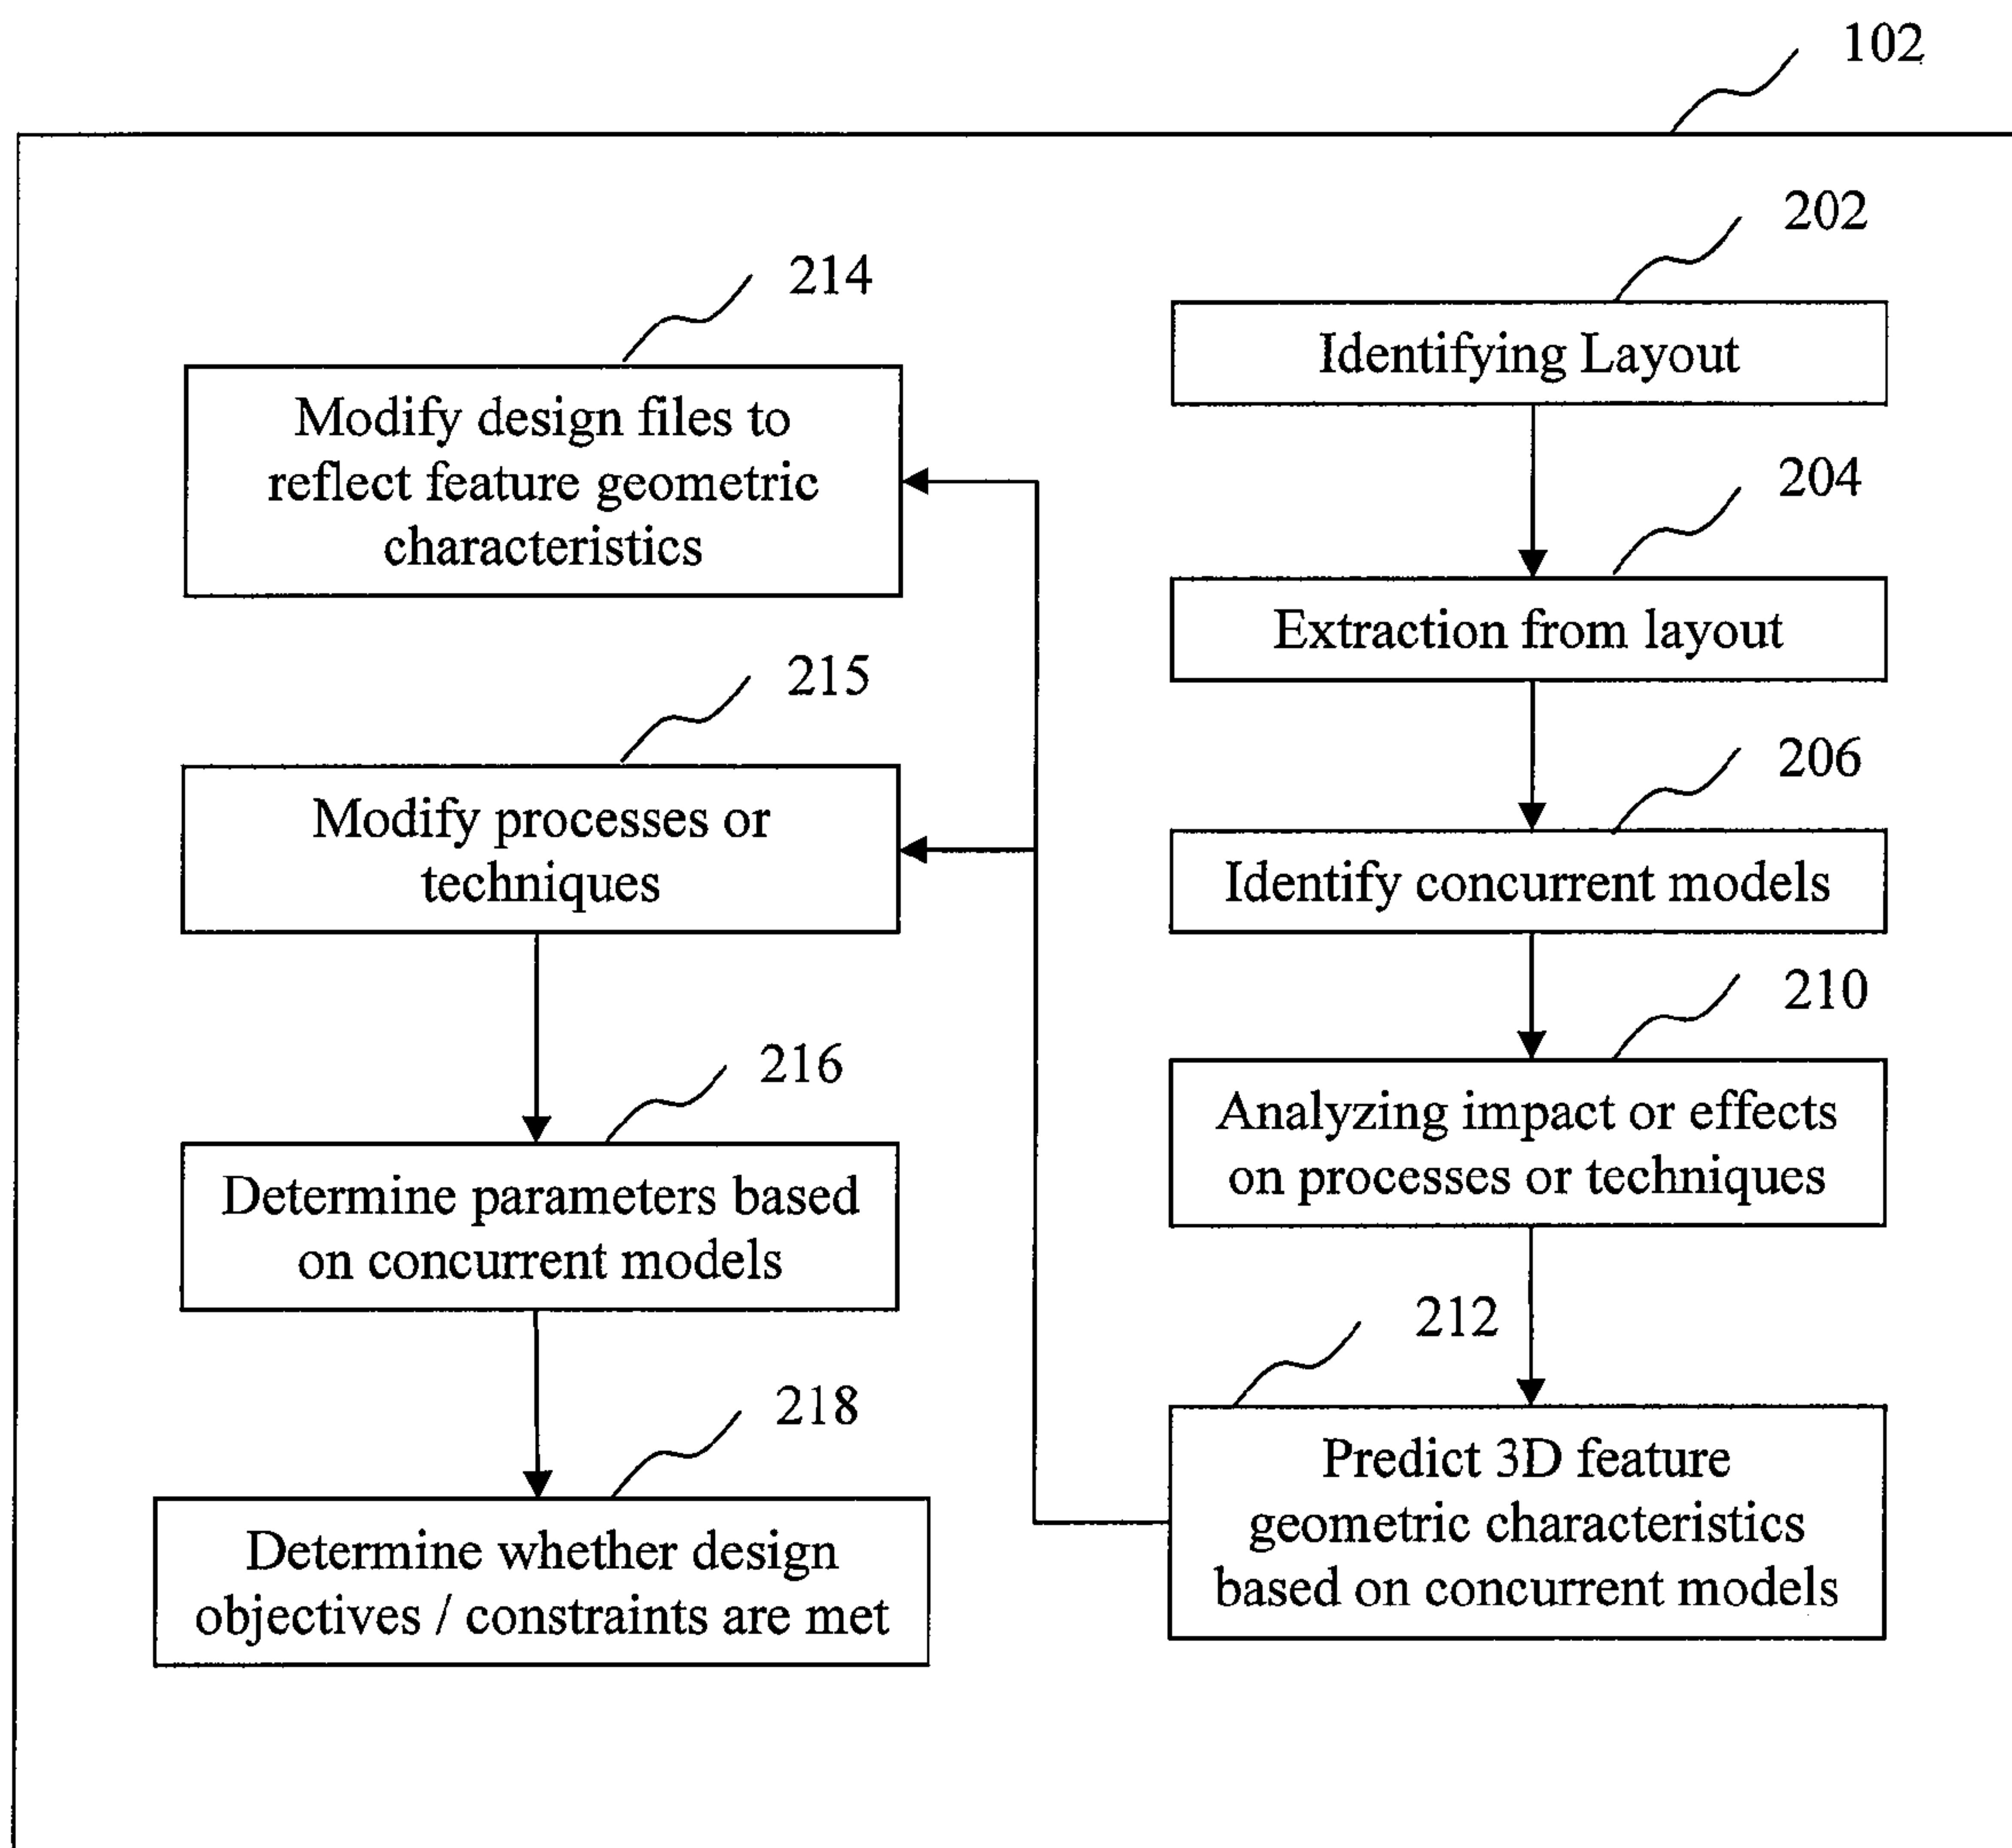 102
202
Identifying Layout
204
Extraction from layout
206
Identify concurrent models
210
Analyzing impact or effects
on processes or techniques
212
Predict 3D feature
geometric characteristics
based on concurrent models
214
Modify design files to
reflect feature geometric
characteristics
215
Modify processes or
techniques
216
Determine parameters based
on concurrent models
218
Determine whether design
objectives / constraints are met